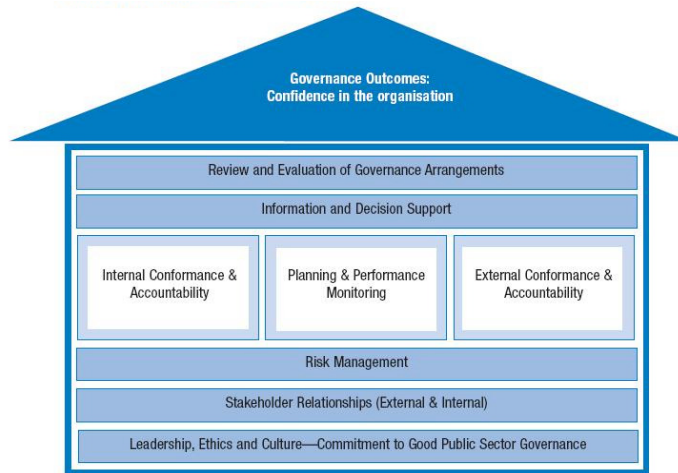 Governance Outcomes:
Confidence in the organisation
Review and Evaluation of Governance Arrangements
Information and Decision Support
Internal Conformance &
Accountability
Planning & Performance
Monitoring
External Conformance &
Accountability
Risk Management
Stakeholder Relationships (External & Internal)
Leadership, Ethics and Culture—Commitment to Good Public Sector Governance